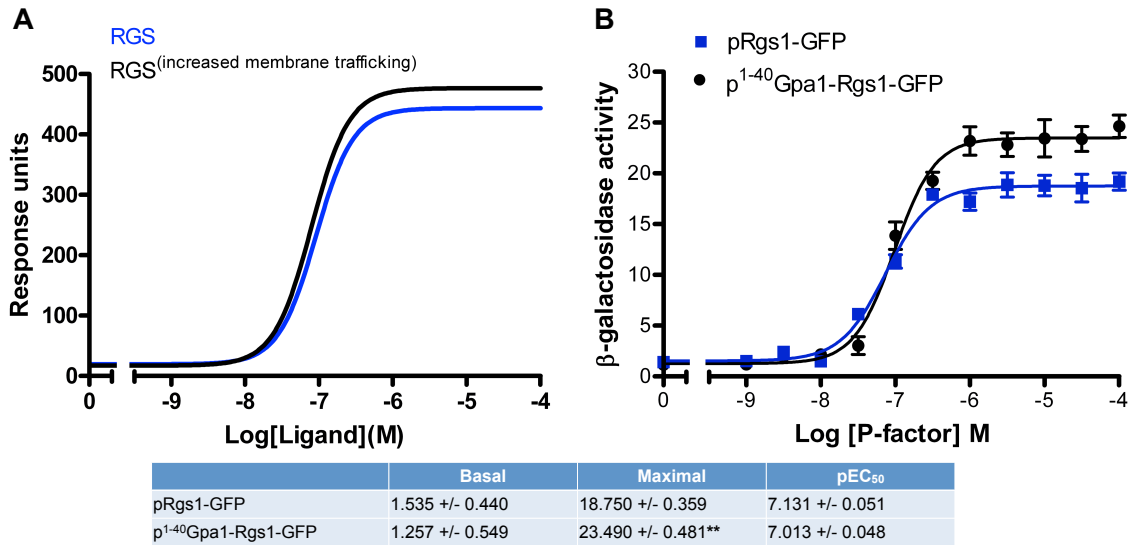 A
RGS
RGS(increased membrane trafficking)
500
400
300
200
100
0
Response units
0 -9 -8 -7 -6 -5 -4
Log[Ligand](M)
B
pRgs1-GFP
p1-40Gpa1-Rgs1-GFP
30
25
20
15
10
5
0
β-galactosidase activity
0 -9 -8 -7 -6 -5 -4
Log [P-factor] M
Basal Maximal pEC50
pRgs1-GFP 1.535 +/- 0.440 18.750 +/- 0.359 7.131 +/- 0.051
p1-40Gpa1-Rgs1-GFP 1.257 +/- 0.549 23.490 +/- 0.481** 7.013 +/- 0.048